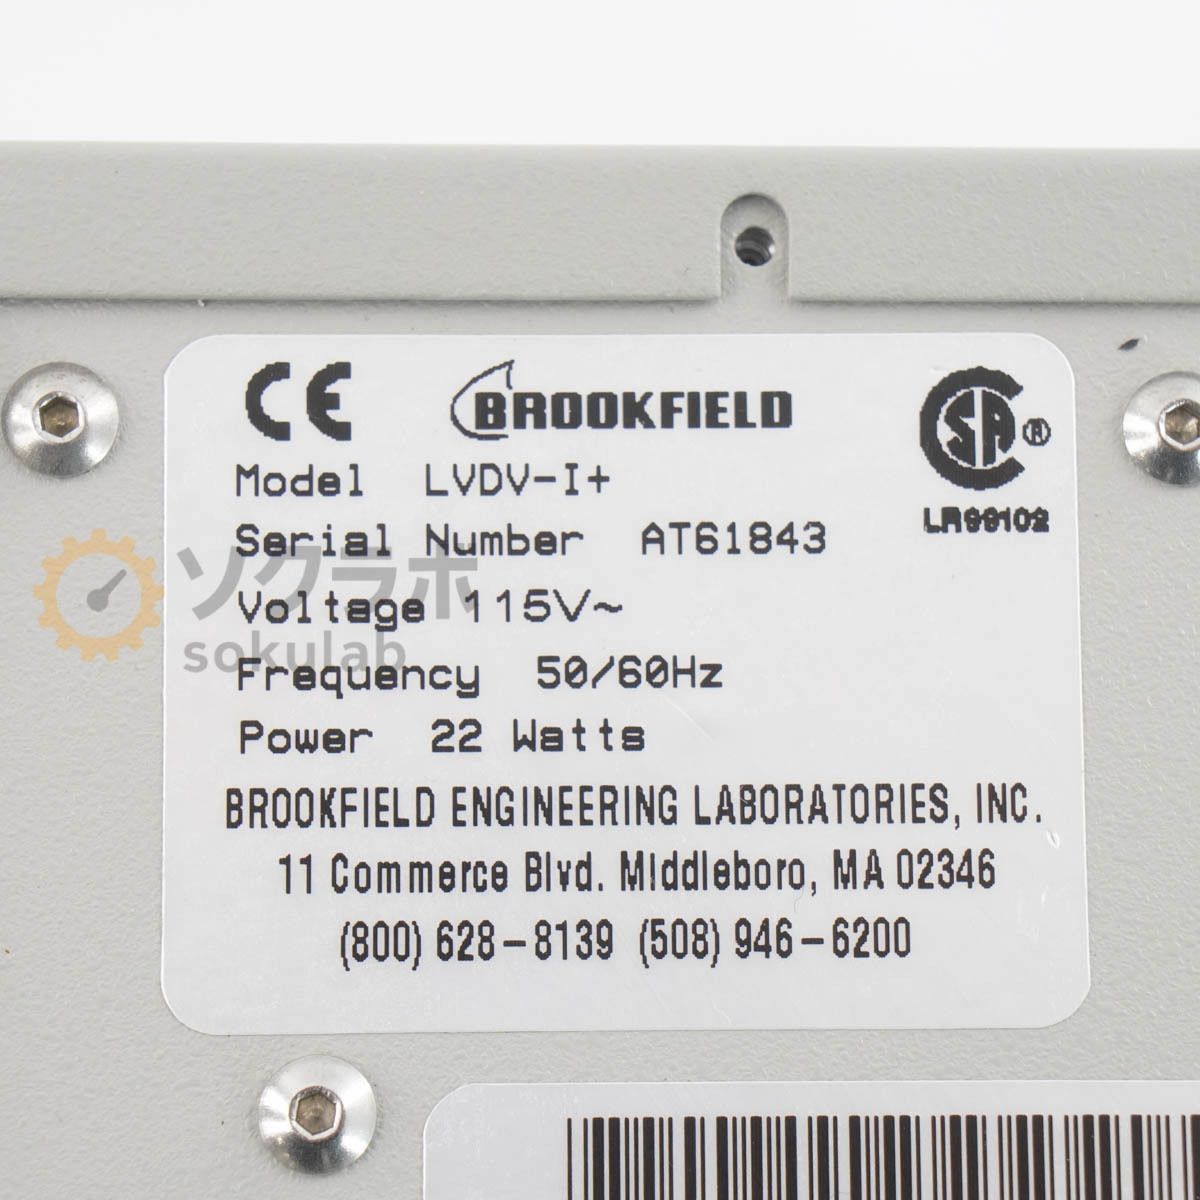 CE BROOKFIELD SA ®
Model LVDV-I+
LR99102
Serial Number AT61843
ソクラボ
Voltage 115V~
sokulab
Frequency 50/60Hz
Power 22 Watts
BROOKFIELD ENGINEERING LABORATORIES, INC.
11 Commerce Blvd. Middleboro, MA 02346
(800) 628-8139 (508) 946-6200